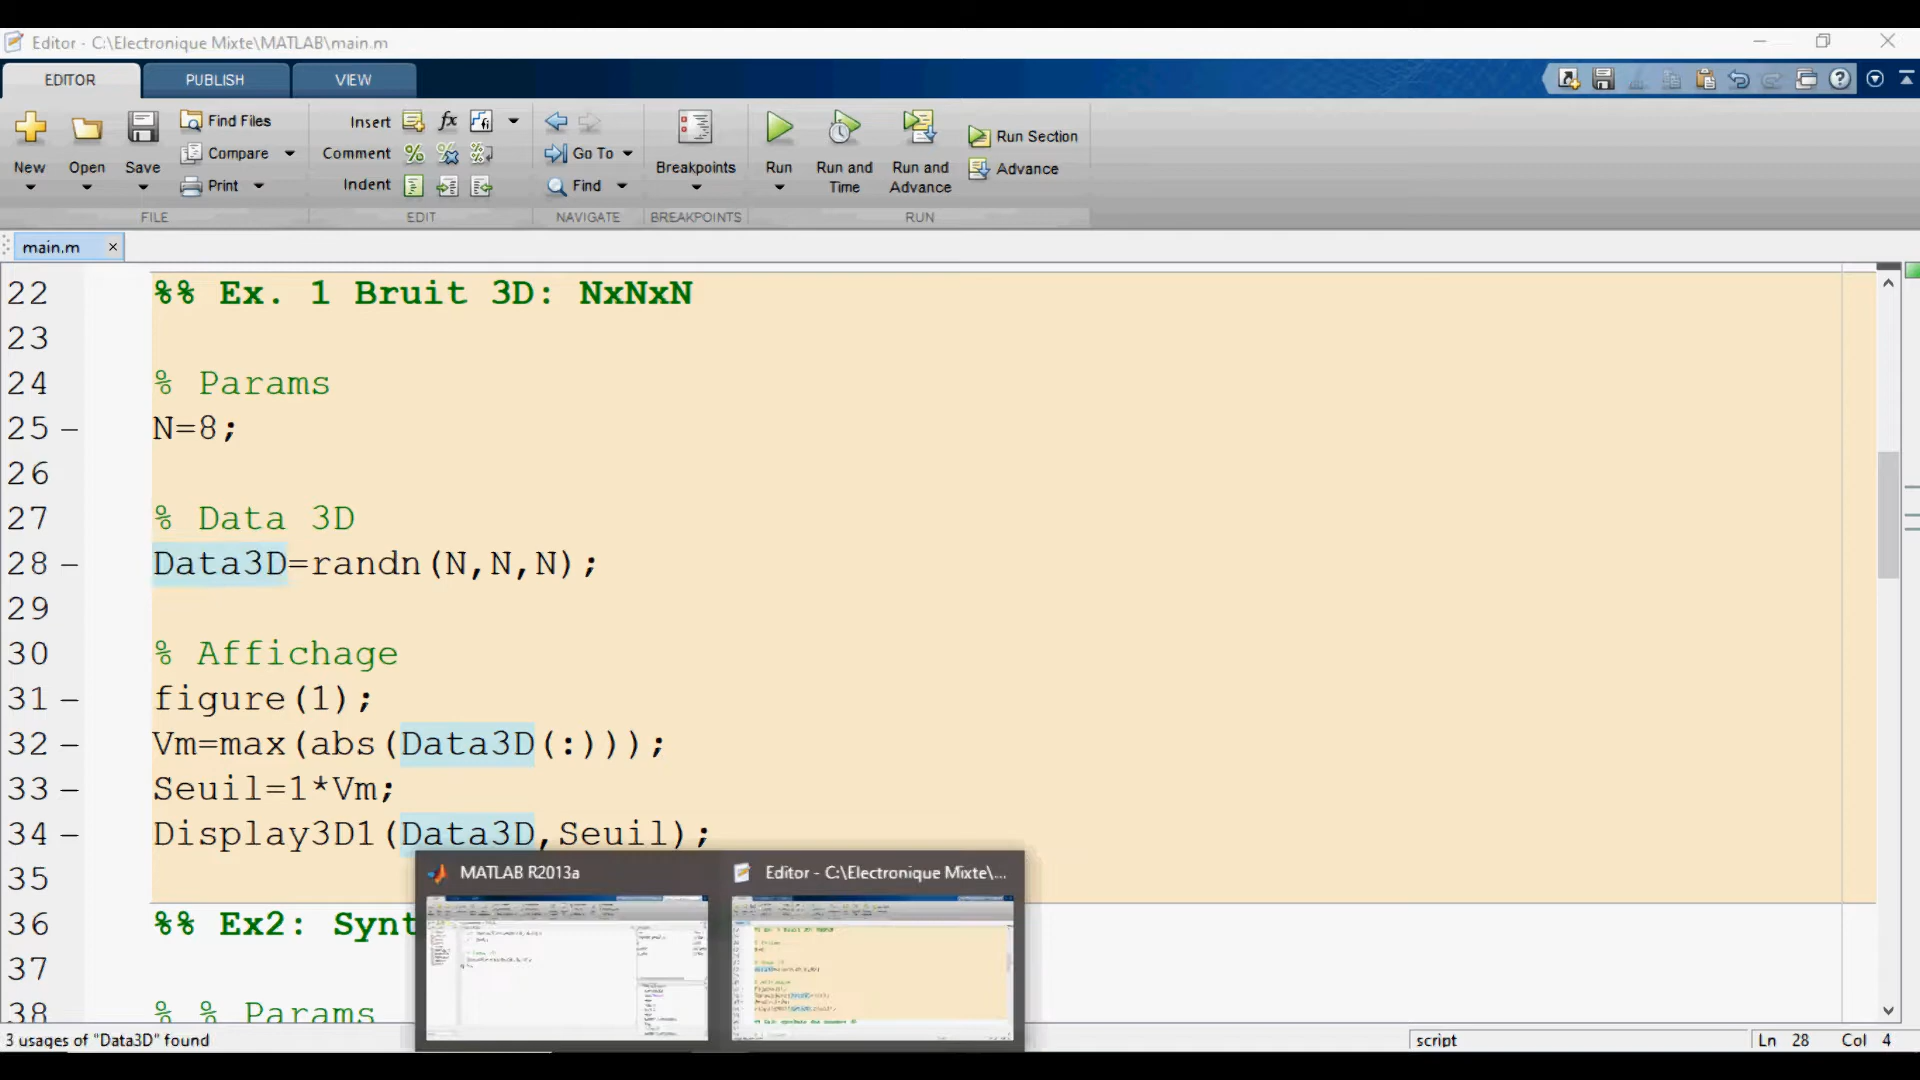 Editor - C:\Electronique Mixte\MATLAB\main.m
EDITOR PUBLISH VIEW
New
Open
Save
Find Files
Compare
Print
FILE
Insert
Comment
Indent
EDIT
Go To
Find
NAVIGATE
Breakpoints
BREAKPOINTS
Run
Run and Time
Run and Advance
Run Section
Advance
RUN
main.m
22 %% Ex. 1 Bruit 3D: NxNxN
23
24 % Params
25 – N=8;
26
27 % Data 3D
28 – Data3D=randn(N,N,N);
29
30 % Affichage
31 – figure(1);
32 – Vm=max(abs(Data3D(:)));
33 – Seuil=1*Vm;
34 – Display3D1(Data3D,Seuil);
35
36 %% Ex2: Synt
37
38 % % Params
MATLAB R2013a
Editor - C:\Electronique Mixte\...
3 usages of "Data3D" found
script
Ln 28 Col 4